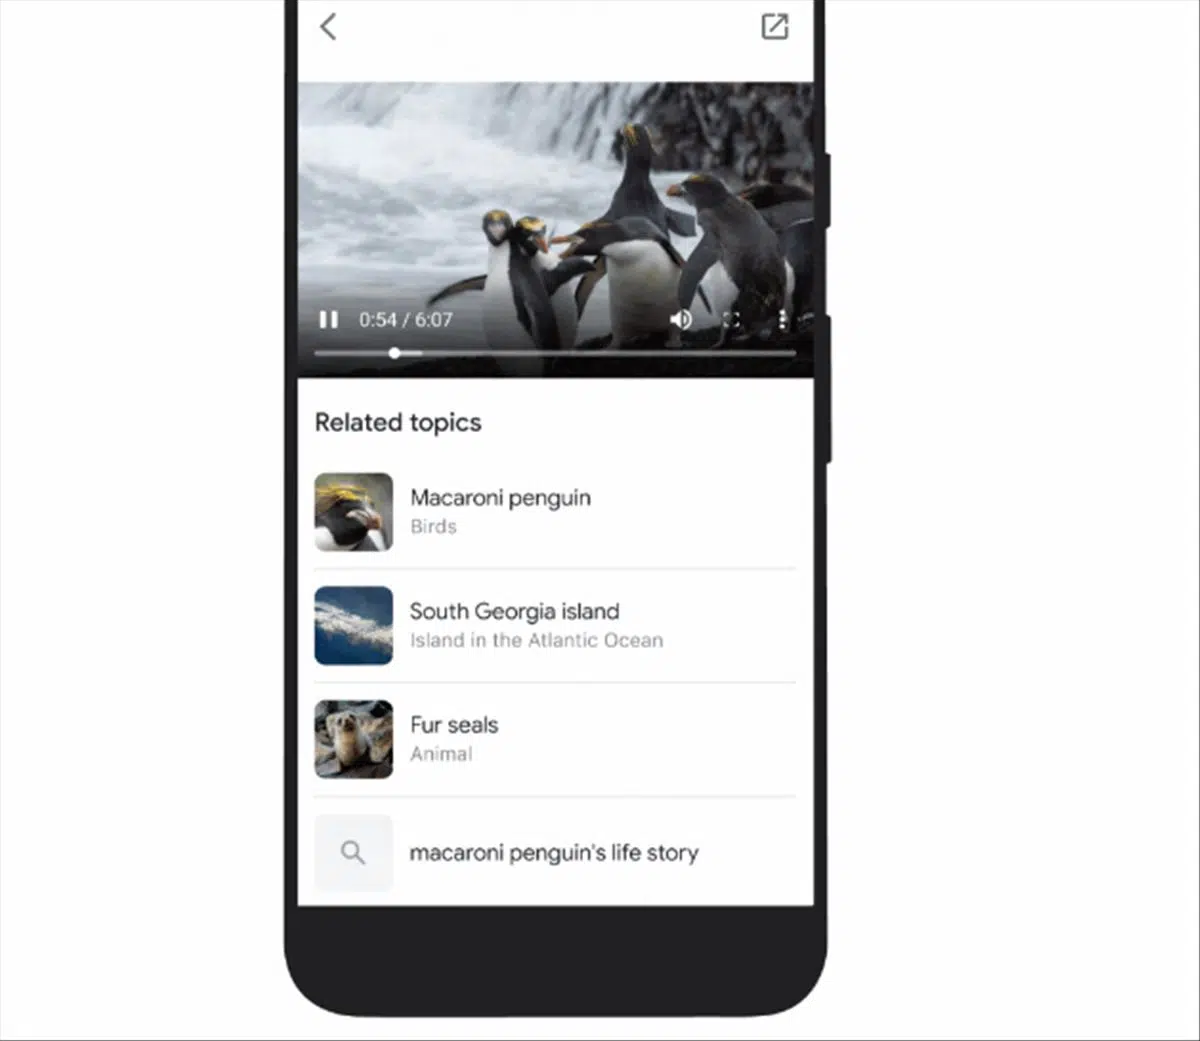 0:54 / 6:07
Related topics
Macaroni penguin
Birds
South Georgia island
Island in the Atlantic Ocean
Fur seals
Animal
macaroni penguin's life story